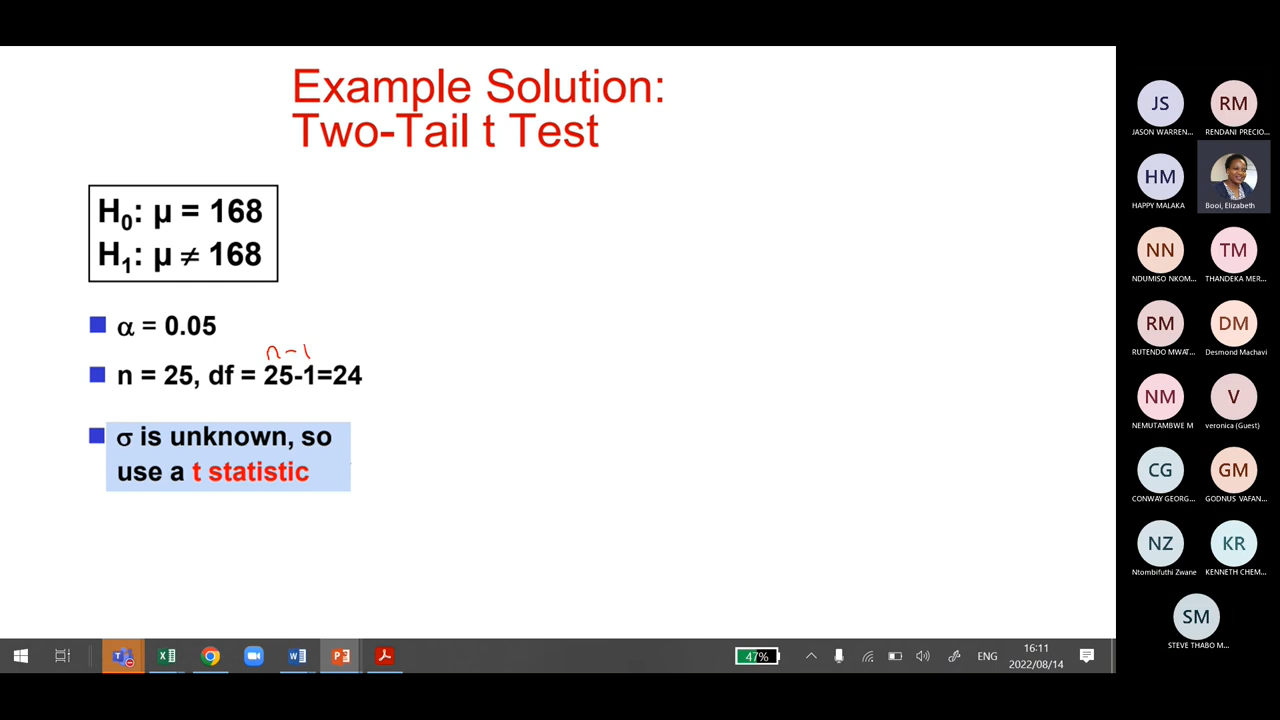 Example Solution:
Two-Tail t Test
H0: μ = 168
H1: μ ≠ 168
α = 0.05
n – 1
n = 25, df = 25-1=24
σ is unknown, so
use a t statistic
JS
JASON WARREN...
RM
RENDANI PRECIO...
HM
HAPPY MALAKA
Booi, Elizabeth
NN
NDUMISO NKOM...
TM
THANDEKA MER...
RM
RUTENDO MWAT...
DM
Desmond Machavi
NM
NEMUTAMBWE M
V
veronica (Guest)
CG
CONWAY GEORG...
GM
GODNUS VAFAN...
NZ
Ntombifuthi Zwane
KR
KENNETH CHEM...
SM
STEVE THABO M...
47%
ENG
16:11
2022/08/14